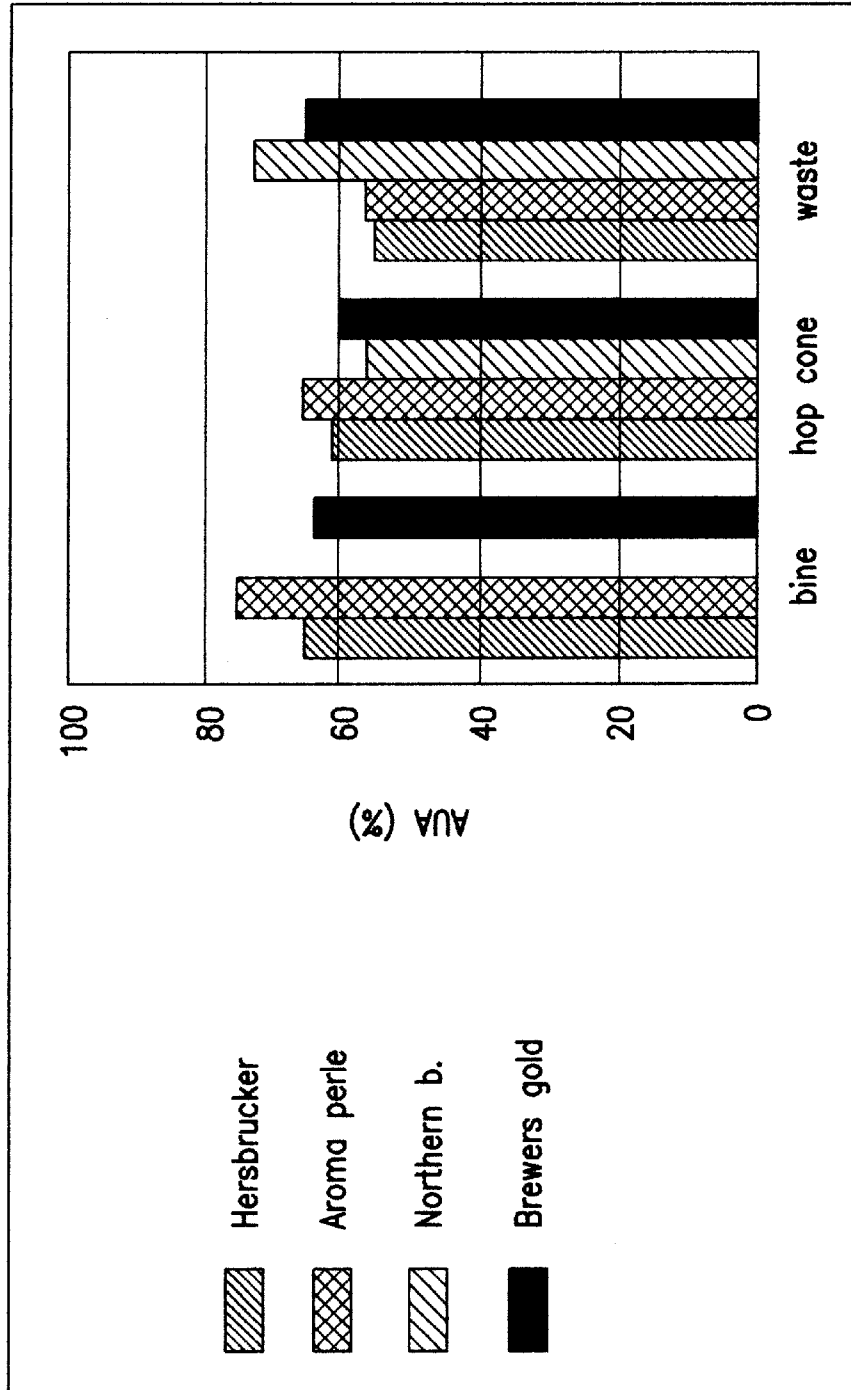 100
80
60
40
20
0
AUA (%)
bine
hop cone
waste
Hersbrucker
Aroma perle
Northern b.
Brewers gold